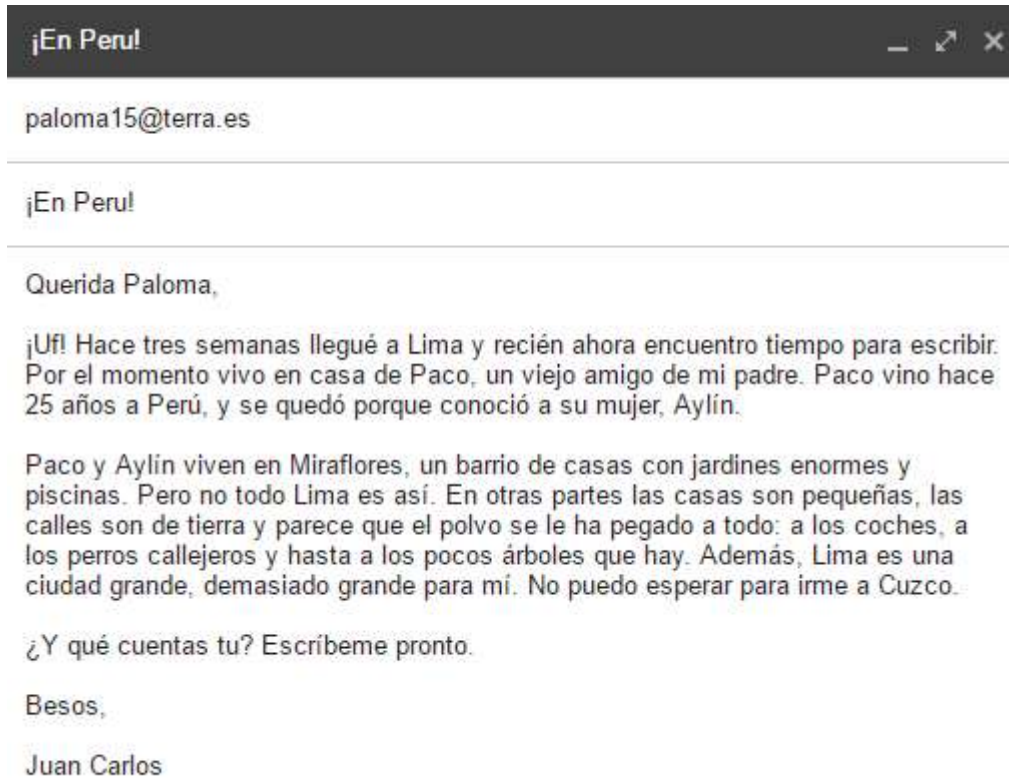 ¡En Peru!
paloma15@terra.es
¡En Peru!
Querida Paloma,
¡Uf! Hace tres semanas llegué a Lima y recién ahora encuentro tiempo para escribir.
Por el momento vivo en casa de Paco, un viejo amigo de mi padre. Paco vino hace
25 años a Perú, y se quedó porque conoció a su mujer, Aylín.
Paco y Aylín viven en Miraflores, un barrio de casas con jardines enormes y
piscinas. Pero no todo Lima es así. En otras partes las casas son pequeñas, las
calles son de tierra y parece que el polvo se le ha pegado a todo: a los coches, a
los perros callejeros y hasta a los pocos árboles que hay. Además, Lima es una
ciudad grande, demasiado grande para mí. No puedo esperar para irme a Cuzco.
¿Y qué cuentas tu? Escríbeme pronto.
Besos,
Juan Carlos